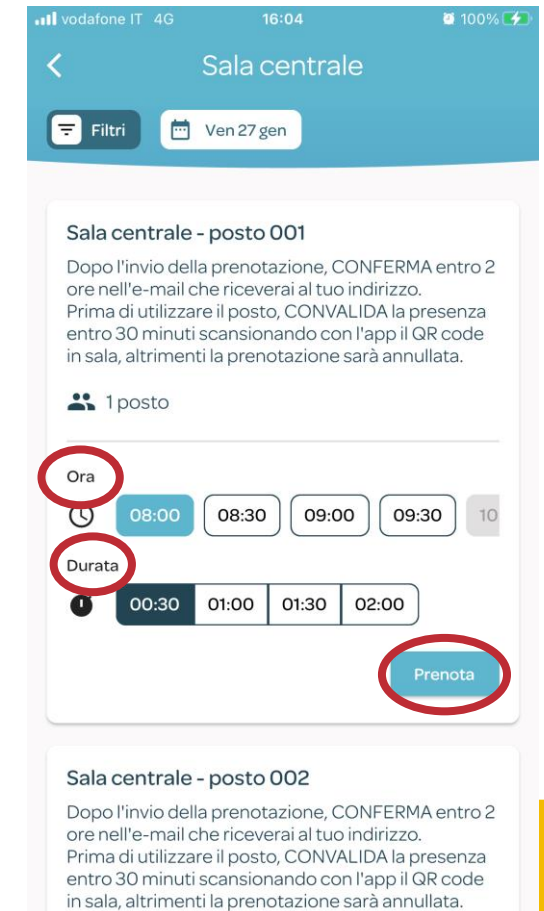 vodafone IT 4G 16:04 100%
Sala centrale
Filtri Ven 27 gen
Sala centrale - posto 001
Dopo l'invio della prenotazione, CONFERMA entro 2
ore nell'e-mail che riceverai al tuo indirizzo.
Prima di utilizzare il posto, CONVALIDA la presenza
entro 30 minuti scansionando con l'app il QR code
in sala, altrimenti la prenotazione sarà annullata.
1 posto
Ora
08:00 08:30 09:00 09:30 10
Durata
00:30 01:00 01:30 02:00
Prenota
Sala centrale - posto 002
Dopo l'invio della prenotazione, CONFERMA entro 2
ore nell'e-mail che riceverai al tuo indirizzo.
Prima di utilizzare il posto, CONVALIDA la presenza
entro 30 minuti scansionando con l'app il QR code
in sala, altrimenti la prenotazione sarà annullata.